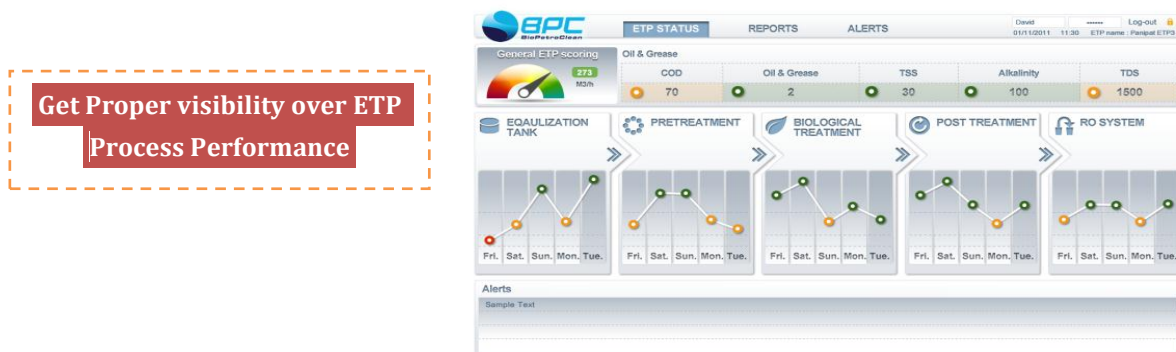 Get Proper visibility over ETP
Process Performance
BPC
BioPetroClean
ETP STATUS REPORTS ALERTS
David ------ Log-out
01/11/2011 11:30 ETP name : Panipat ETP3
General ETP scoring
273
M3/h
Oil & Grease
COD Oil & Grease TSS Alkalinity TDS
70 2 30 100 1500
EQAULIZATION
TANK
PRETREATMENT
BIOLOGICAL
TREATMENT
POST TREATMENT
RO SYSTEM
Fri. Sat. Sun. Mon. Tue.
Fri. Sat. Sun. Mon. Tue.
Fri. Sat. Sun. Mon. Tue.
Fri. Sat. Sun. Mon. Tue.
Fri. Sat. Sun. Mon. Tue.
Alerts
Sample Text